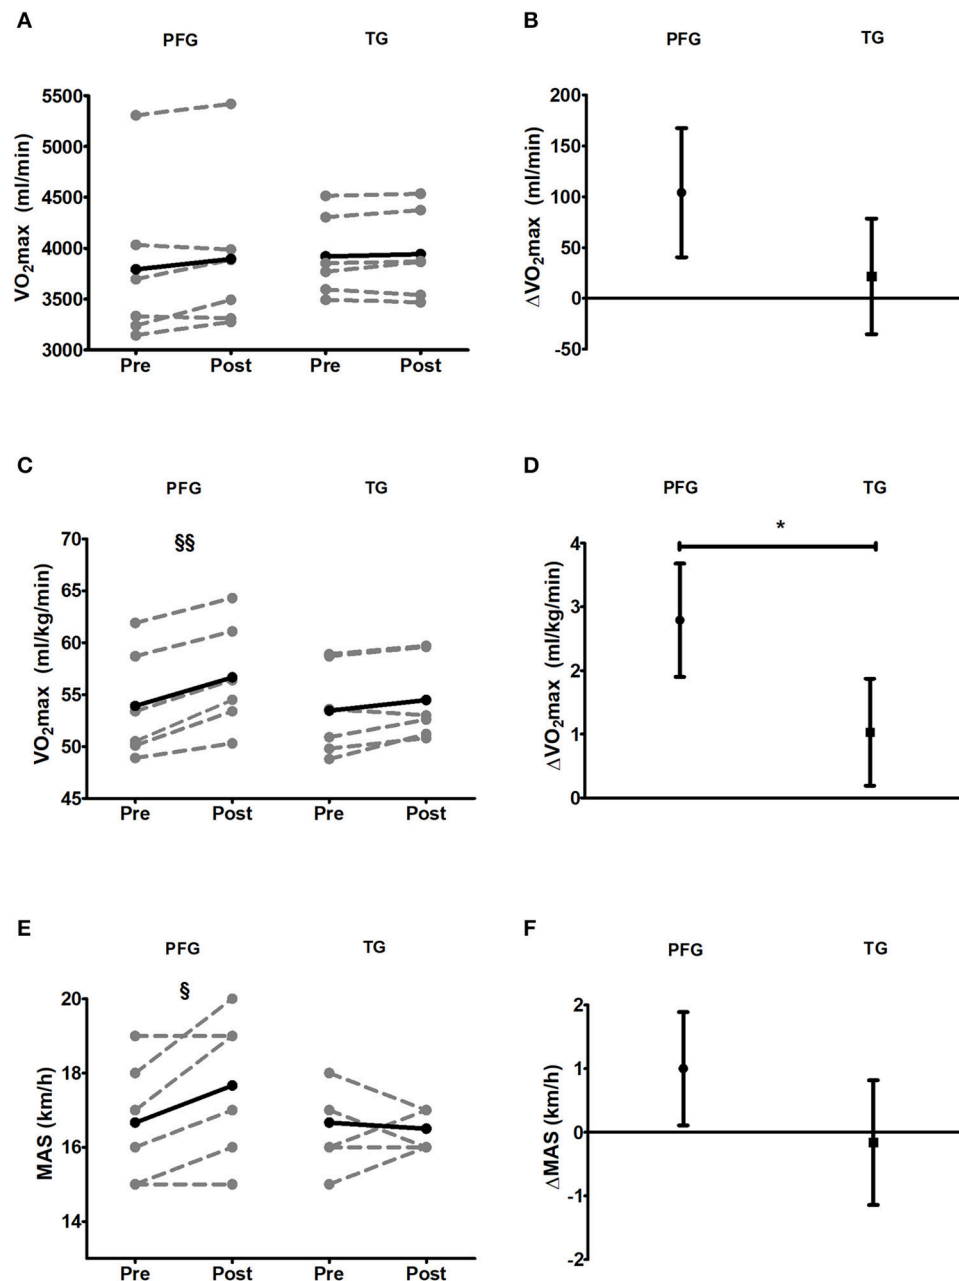 A
B
PFG
TG
PFG
TG
VO2max (ml/min)
5500
5000
4500
4000
3500
3000
Pre
Post
Pre
Post
ΔVO2max (ml/min)
200
150
100
50
0
-50
C
D
PFG
TG
PFG
TG
VO2max (ml/kg/min)
70
65
60
55
50
45
§§
Pre
Post
Pre
Post
ΔVO2max (ml/kg/min)
4
3
2
1
0
*
E
F
PFG
TG
PFG
TG
MAS (km/h)
20
18
16
14
§
Pre
Post
Pre
Post
ΔMAS (km/h)
2
1
0
-1
-2